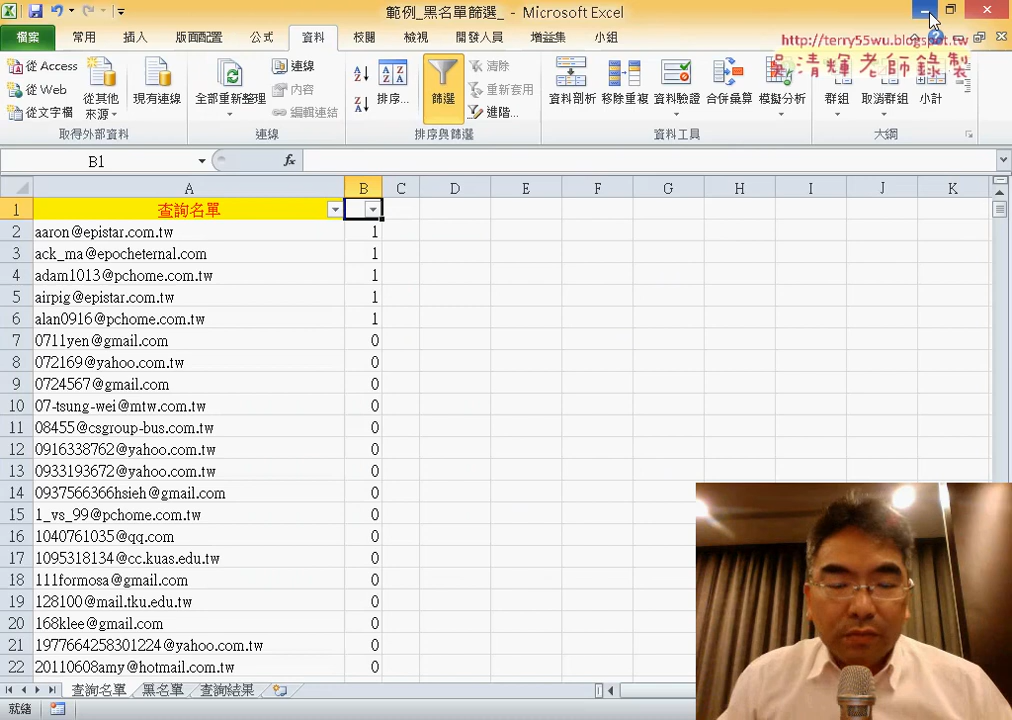 範例_黑名單篩選_ - Microsoft Excel
http://terry55wu.blogspot.tw
吳清輝老師錄製
檔案 常用 插入 版面配置 公式 資料 校閱 檢視 開發人員 增益集 小組
從 Access
從 Web
從文字檔
從其他來源
現有連線
取得外部資料
全部重新整理
連線
內容
編輯連結
連線
排序...
篩選
清除
重新套用
進階...
排序與篩選
資料剖析 移除重複 資料驗證 合併彙算 模擬分析
資料工具
群組 取消群組 小計
大綱
B1 fx
A B C D E F G H I J K
1 查詢名單
2 aaron@epistar.com.tw 1
3 ack_ma@epocheternal.com 1
4 adam1013@pchome.com.tw 1
5 airpig@epistar.com.tw 1
6 alan0916@pchome.com.tw 1
7 0711yen@gmail.com 0
8 072169@yahoo.com.tw 0
9 0724567@gmail.com 0
10 07-tsung-wei@mtw.com.tw 0
11 08455@csgroup-bus.com.tw 0
12 0916338762@yahoo.com.tw 0
13 0933193672@yahoo.com.tw 0
14 0937566366hsieh@gmail.com 0
15 1_vs_99@pchome.com.tw 0
16 1040761035@qq.com 0
17 1095318134@cc.kuas.edu.tw 0
18 111formosa@gmail.com 0
19 128100@mail.tku.edu.tw 0
20 168klee@gmail.com 0
21 1977664258301224@yahoo.com.tw 0
22 20110608amy@hotmail.com.tw 0
查詢名單 黑名單 查詢結果
就緒